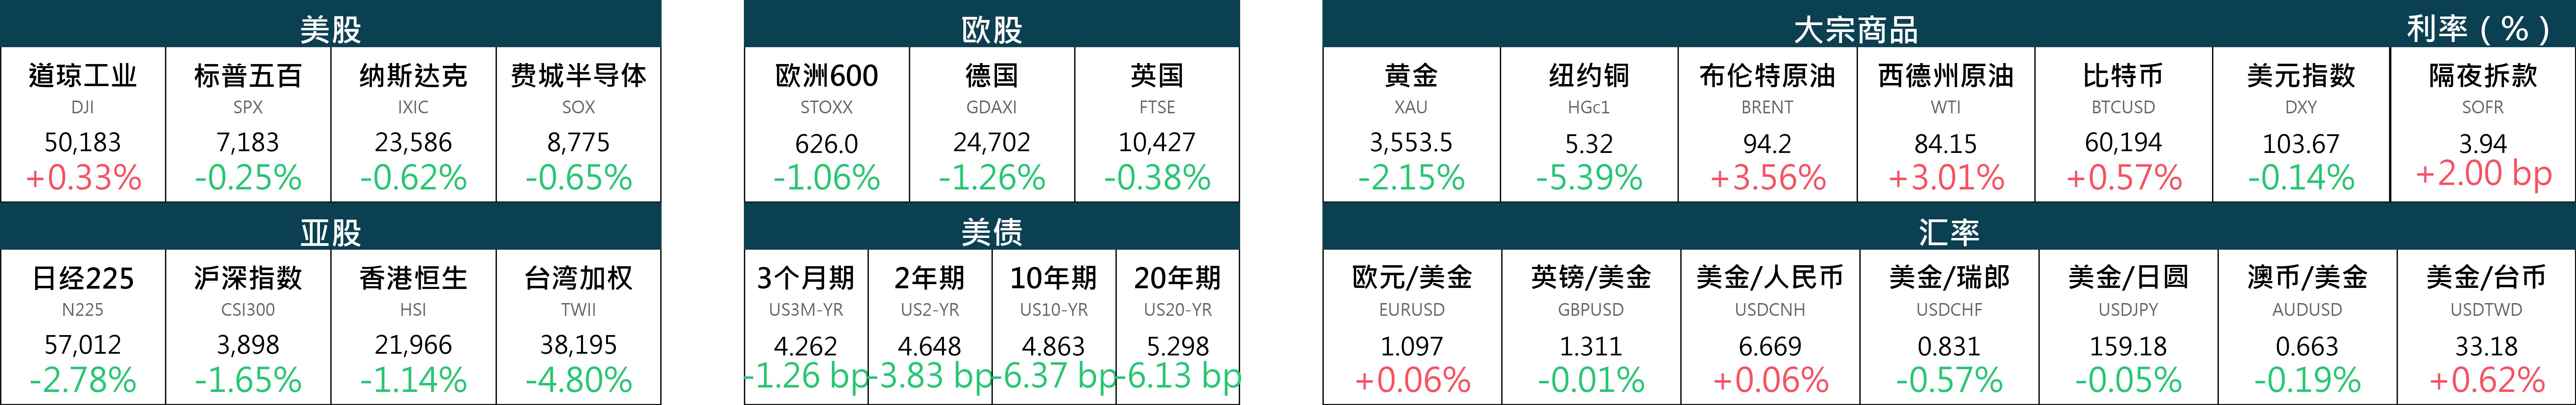 美股
道琼工业 标普五百 纳斯达克 费城半导体
DJI SPX IXIC SOX
50,183 7,183 23,586 8,775
+0.33% -0.25% -0.62% -0.65%
亚股
日经225 沪深指数 香港恒生 台湾加权
N225 CSI300 HSI TWII
57,012 3,898 21,966 38,195
-2.78% -1.65% -1.14% -4.80%
欧股
欧洲600 德国 英国
STOXX GDAXI FTSE
626.0 24,702 10,427
-1.06% -1.26% -0.38%
美债
3个月期 2年期 10年期 20年期
US3M-YR US2-YR US10-YR US20-YR
4.262 4.648 4.863 5.298
-1.26 bp -3.83 bp -6.37 bp -6.13 bp
大宗商品 利率（%）
黄金 纽约铜 布伦特原油 西德州原油 比特币 美元指数 隔夜拆款
XAU HGc1 BRENT WTI BTCUSD DXY SOFR
3,553.5 5.32 94.2 84.15 60,194 103.67 3.94
-2.15% -5.39% +3.56% +3.01% +0.57% -0.14% +2.00 bp
汇率
欧元/美金 英镑/美金 美金/人民币 美金/瑞郎 美金/日圆 澳币/美金 美金/台币
EURUSD GBPUSD USDCNH USDCHF USDJPY AUDUSD USDTWD
1.097 1.311 6.669 0.831 159.18 0.663 33.18
+0.06% -0.01% +0.06% -0.57% -0.05% -0.19% +0.62%